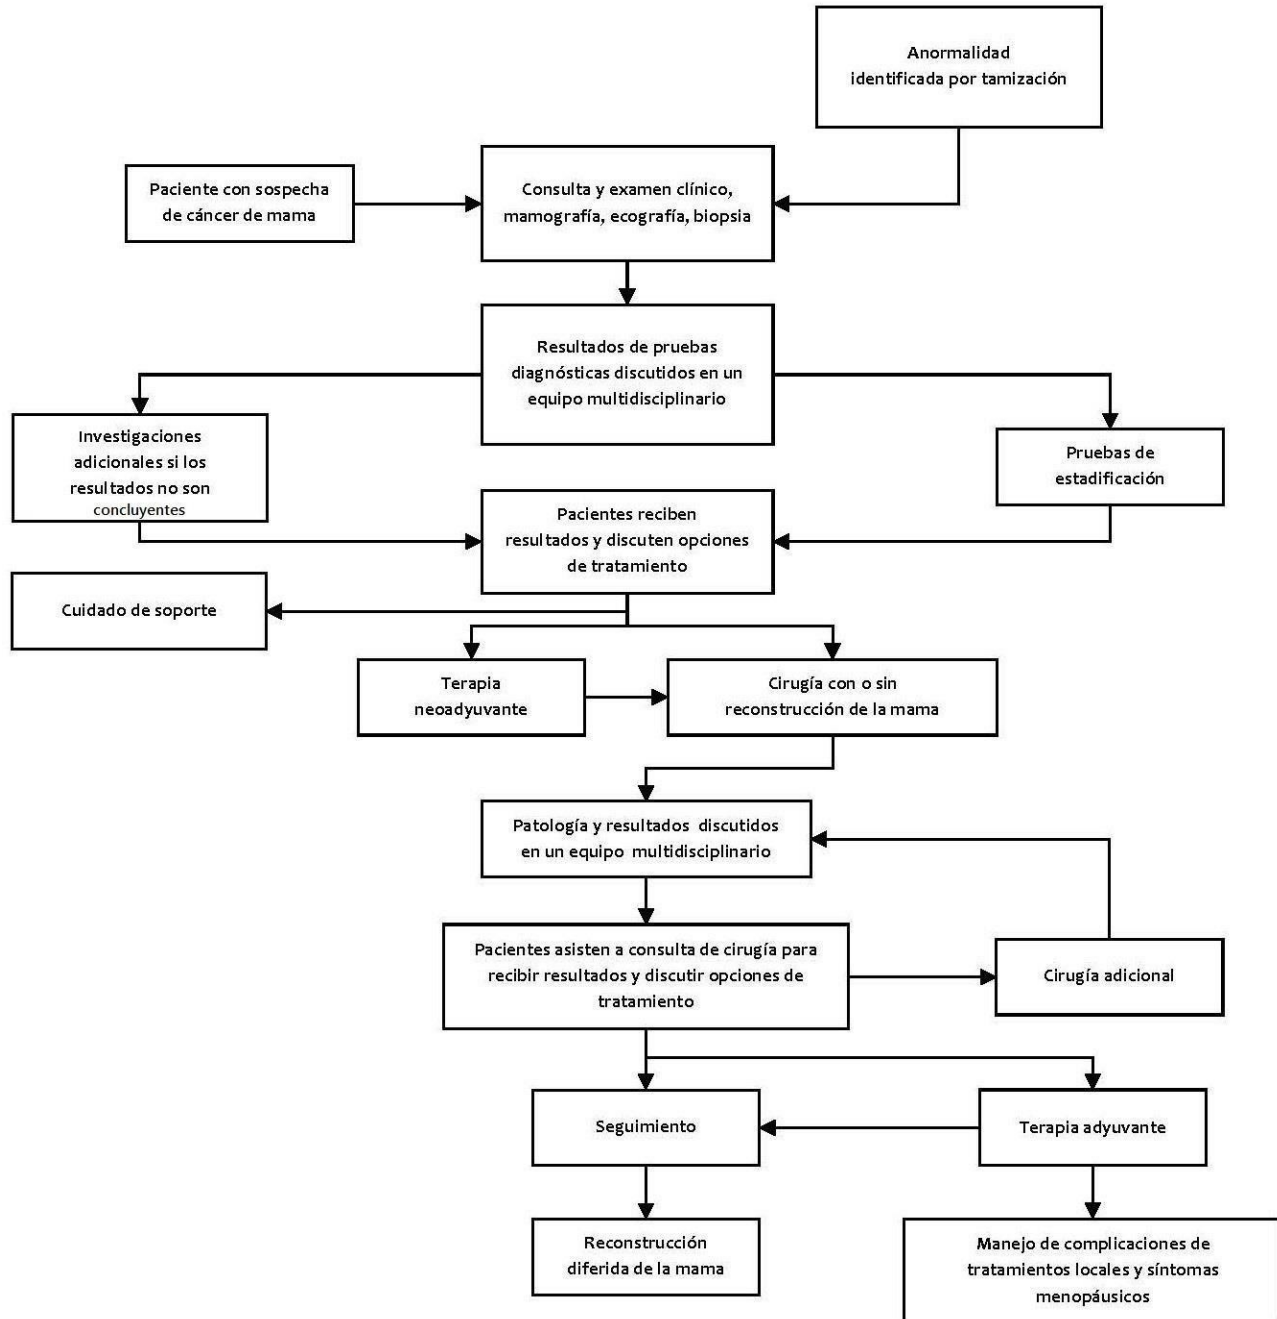 Anormalidad
identificada por tamización
Paciente con sospecha
de cáncer de mama
Consulta y examen clínico,
mamografía, ecografía, biopsia
Resultados de pruebas
diagnósticas discutidos en un
equipo multidisciplinario
Investigaciones
adicionales si los
resultados no son
concluyentes
Pruebas de
estadificación
Pacientes reciben
resultados y discuten opciones
de tratamiento
Cuidado de soporte
Terapia
neoadyuvante
Cirugía con o sin
reconstrucción de la mama
Patología y resultados discutidos
en un equipo multidisciplinario
Pacientes asisten a consulta de cirugía para
recibir resultados y discutir opciones de
tratamiento
Cirugía adicional
Seguimiento
Terapia adyuvante
Reconstrucción
diferida de la mama
Manejo de complicaciones de
tratamientos locales y síntomas
menopáusicos